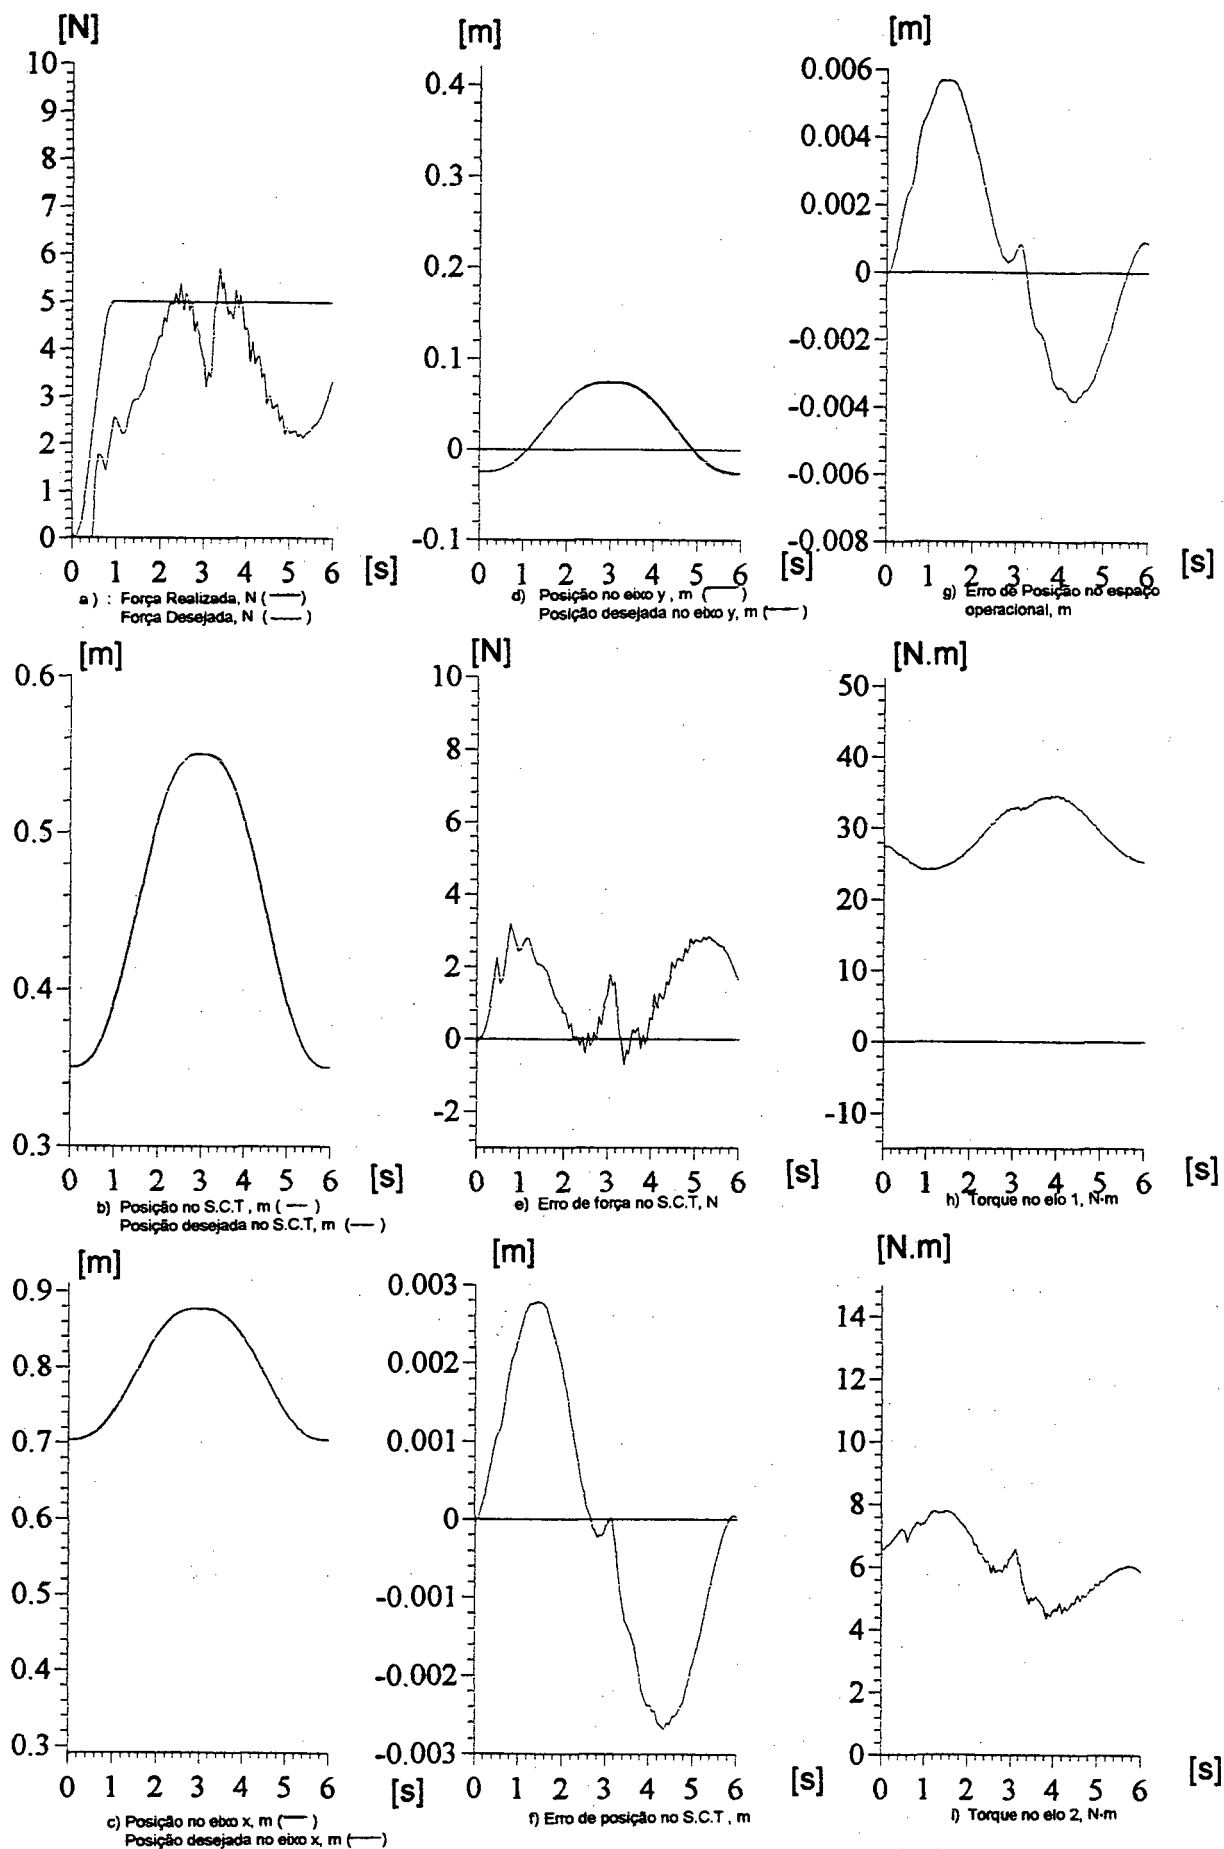 [N]
10
9
8
7
6
5
4
3
2
1
0
0 1 2 3 4 5 6 [s]
a) : Força Realizada, N (——)
Força Desejada, N (——)
[m]
0.4
0.3
0.2
0.1
0
-0.1
0 1 2 3 4 5 6 [s]
d) Posição no eixo y , m (——)
Posição desejada no eixo y, m (——)
[m]
0.006
0.004
0.002
0
-0.002
-0.004
-0.006
-0.008
0 1 2 3 4 5 6 [s]
g) Erro de Posição no espaço
operacional, m
[m]
0.6
0.5
0.4
0.3
0 1 2 3 4 5 6 [s]
b) Posição no S.C.T , m (——)
Posição desejada no S.C.T, m (——)
[N]
10
8
6
4
2
0
-2
0 1 2 3 4 5 6 [s]
e) Erro de força no S.C.T, N
[N.m]
50
40
30
20
10
0
-10
0 1 2 3 4 5 6 [s]
h) Torque no elo 1, N·m
[m]
0.9
0.8
0.7
0.6
0.5
0.4
0.3
0 1 2 3 4 5 6 [s]
c) Posição no eixo x, m (——)
Posição desejada no eixo x, m (——)
[m]
0.003
0.002
0.001
0
-0.001
-0.002
-0.003
0 1 2 3 4 5 6 [s]
f) Erro de posição no S.C.T , m
[N.m]
14
12
10
8
6
4
2
0
0 1 2 3 4 5 6 [s]
i) Torque no elo 2, N·m